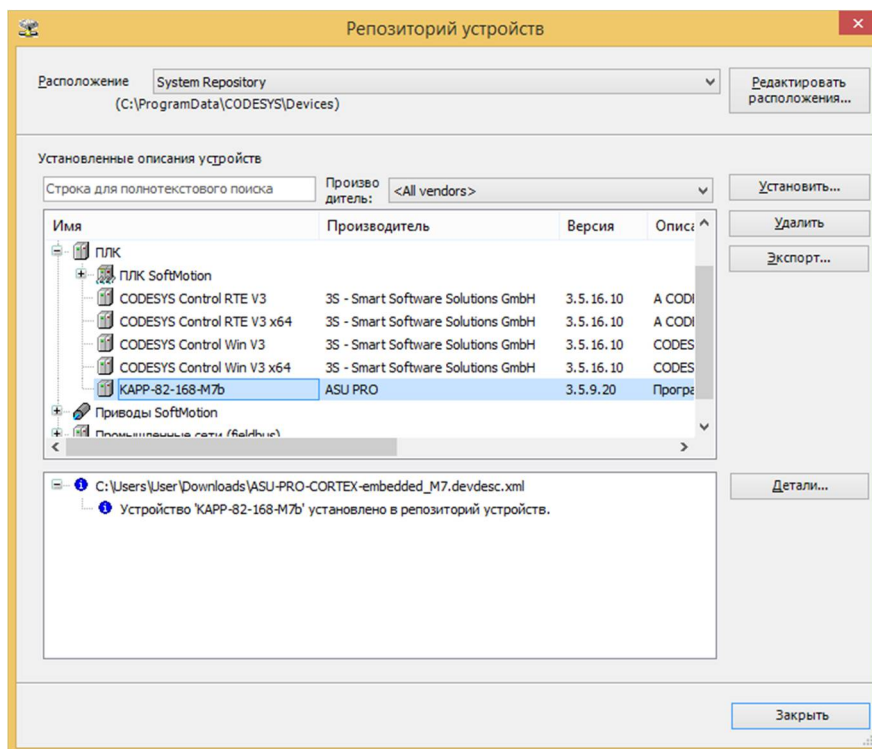 Репозиторий устройств
Расположение System Repository Редактировать
(C:\ProgramData\CODESYS\Devices) расположения...
Установленные описания устройств
Строка для полнотекстового поиска Произво <All vendors> Установить...
дитель:
Имя Производитель Версия Описа Удалить
ПЛК
Экспорт...
ПЛК SoftMotion
CODESYS Control RTE V3 3S - Smart Software Solutions GmbH 3.5.16.10 A CODI
CODESYS Control RTE V3 x64 3S - Smart Software Solutions GmbH 3.5.16.10 A CODI
CODESYS Control Win V3 3S - Smart Software Solutions GmbH 3.5.16.10 CODES
CODESYS Control Win V3 x64 3S - Smart Software Solutions GmbH 3.5.16.10 CODES
KAPP-82-168-M7b ASU PRO 3.5.9.20 Програ
Приводы SoftMotion
Промышленные сети (fieldbus)
C:\Users\User\Downloads\ASU-PRO-CORTEX-embedded_M7.devdesc.xml Детали...
Устройство 'KAPP-82-168-M7b' установлено в репозиторий устройств.
Закрыть